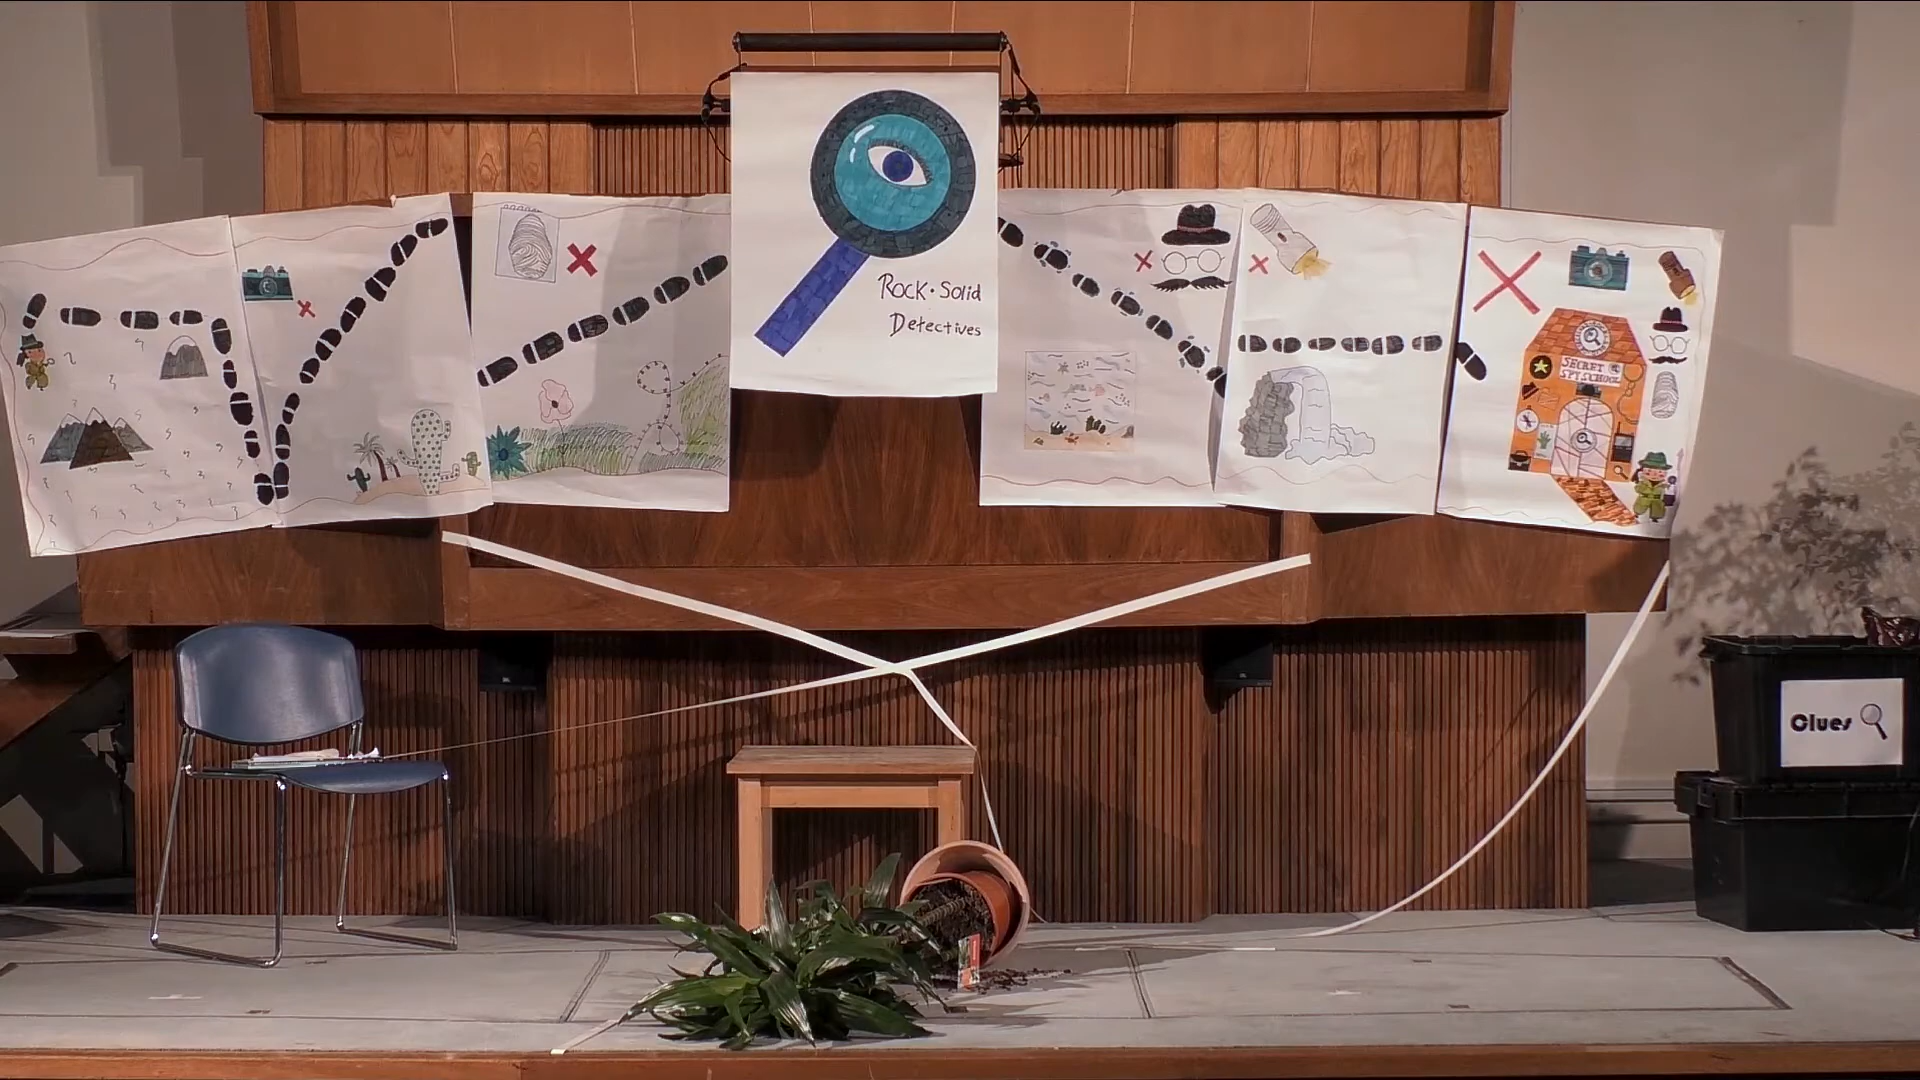 Rock • Solid
Detectives
SECRET
SPY SCHOOL
Clues